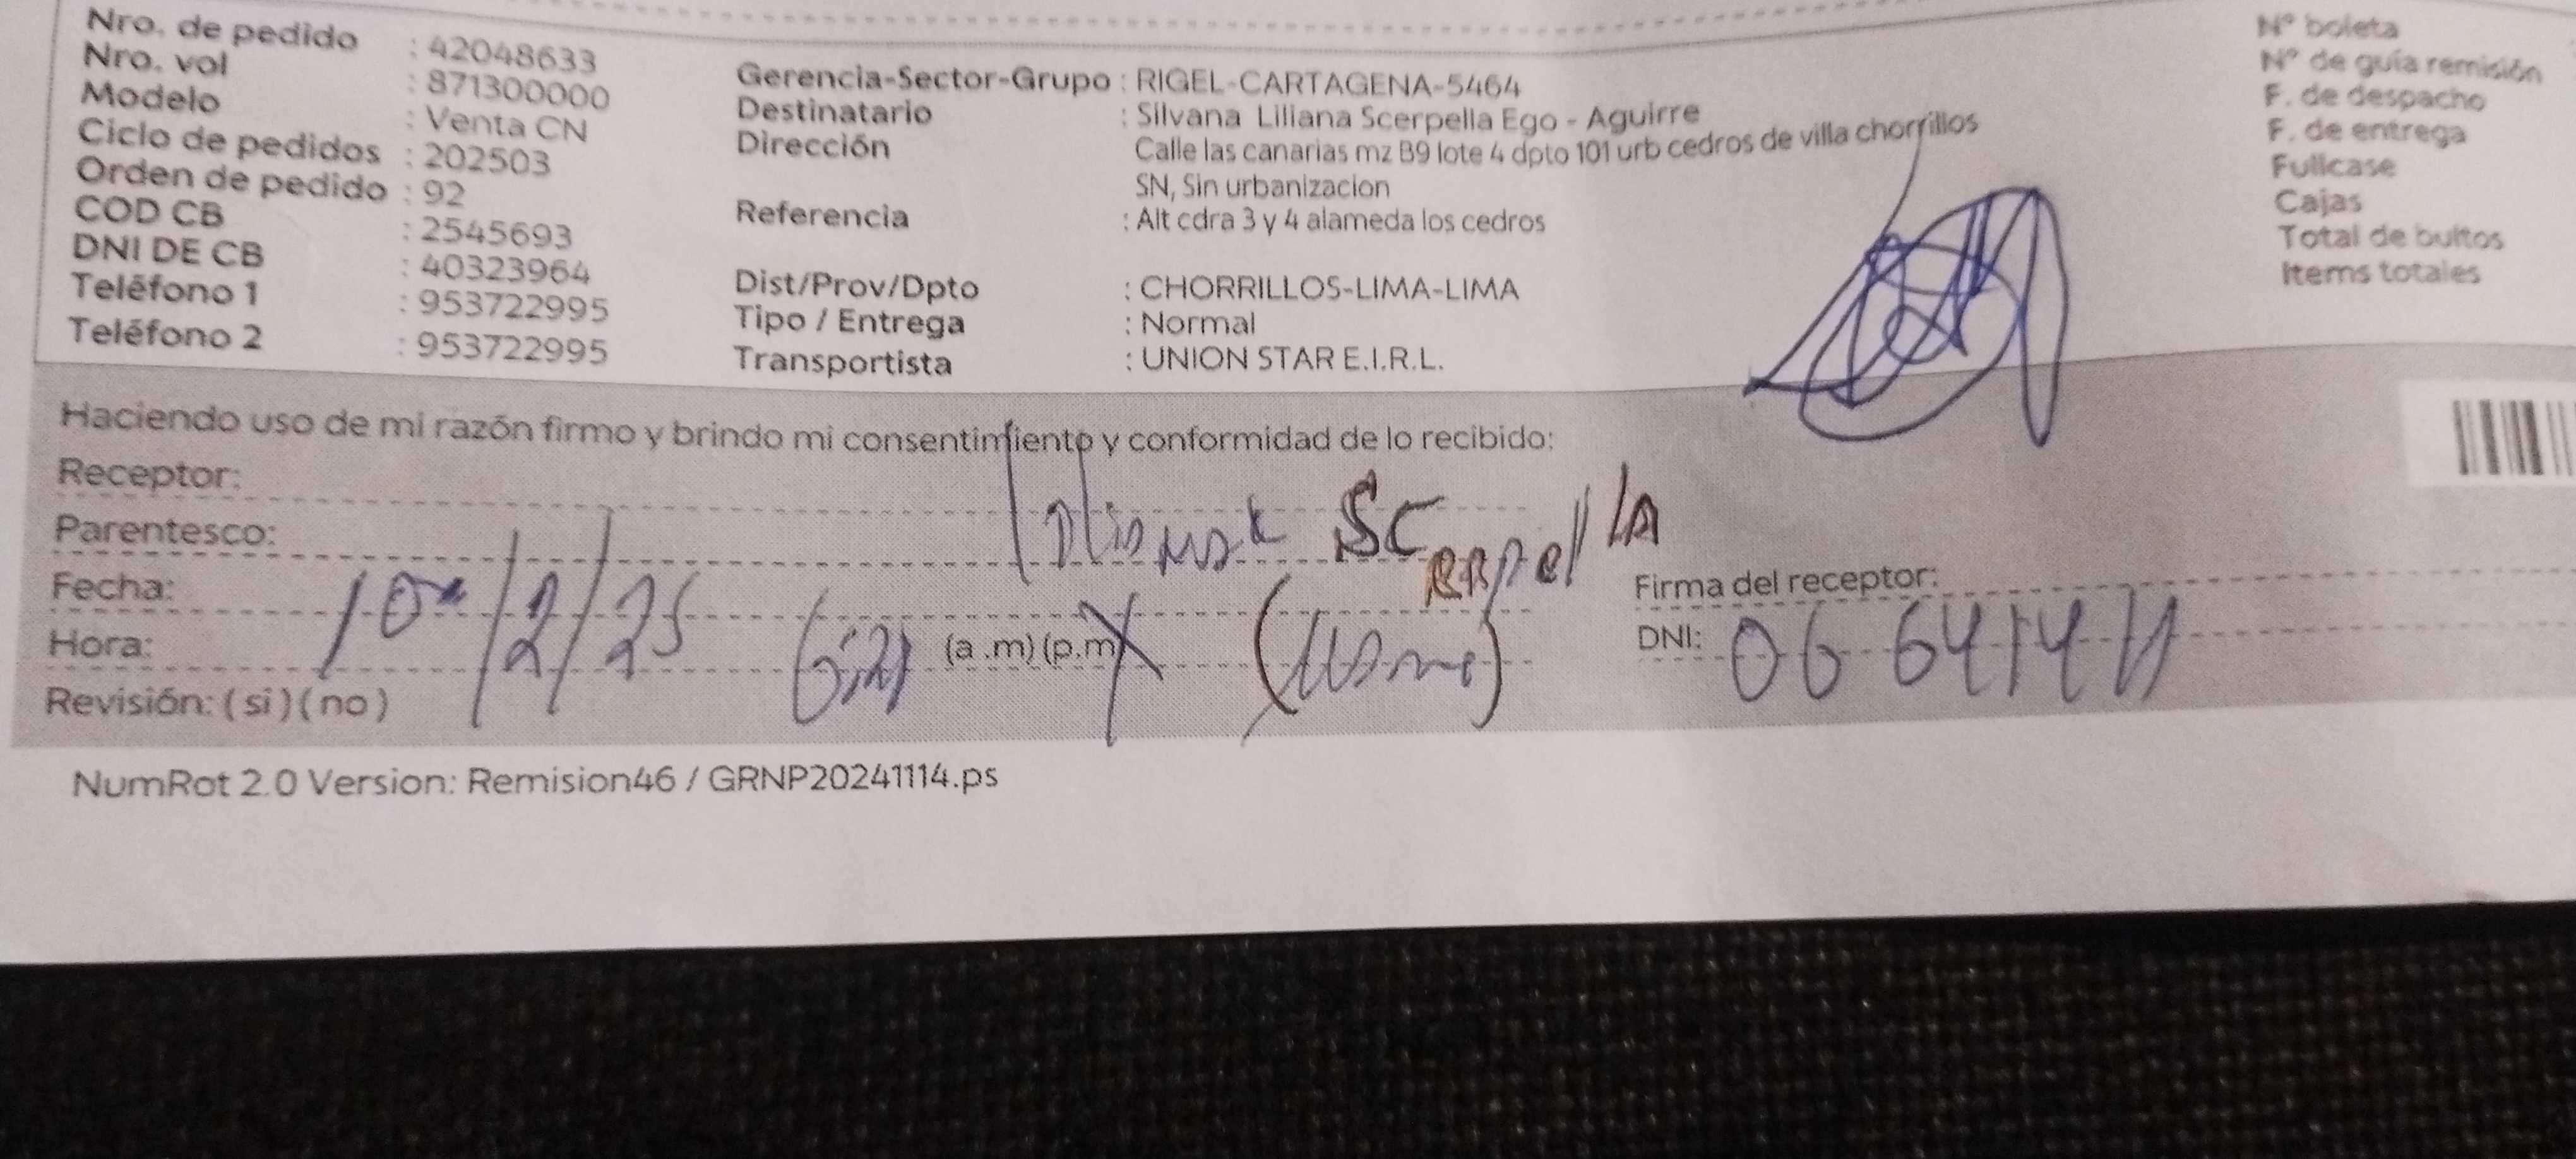 Nro. de pedido : 42048633
Nro. vol : 871300000
Modelo : Venta CN
Ciclo de pedidos : 202503
Orden de pedido : 92
COD CB : 2545693
DNI DE CB : 40323964
Teléfono 1 : 953722995
Teléfono 2 : 953722995
Gerencia-Sector-Grupo : RIGEL-CARTAGENA-5464
Destinatario : Silvana Liliana Scerpella Ego - Aguirre
Dirección Calle las canarias mz B9 lote 4 dpto 101 urb cedros de villa chorrillos
SN, Sin urbanizacion
Referencia : Alt cdra 3 y 4 alameda los cedros
Dist/Prov/Dpto : CHORRILLOS-LIMA-LIMA
Tipo / Entrega : Normal
Transportista : UNION STAR E.I.R.L.
N° boleta
N° de guía remisión
F. de despacho
F. de entrega
Fullcase
Cajas
Total de bultos
Items totales
Haciendo uso de mi razón firmo y brindo mi consentimiento y conformidad de lo recibido:
Receptor:
Parentesco: SCERPEllA
Fecha: 10/2/25
Hora: (a .m) (p.m)
Revisión: ( si ) ( no )
Firma del receptor:
DNI:
NumRot 2.0 Version: Remision46 / GRNP20241114.ps